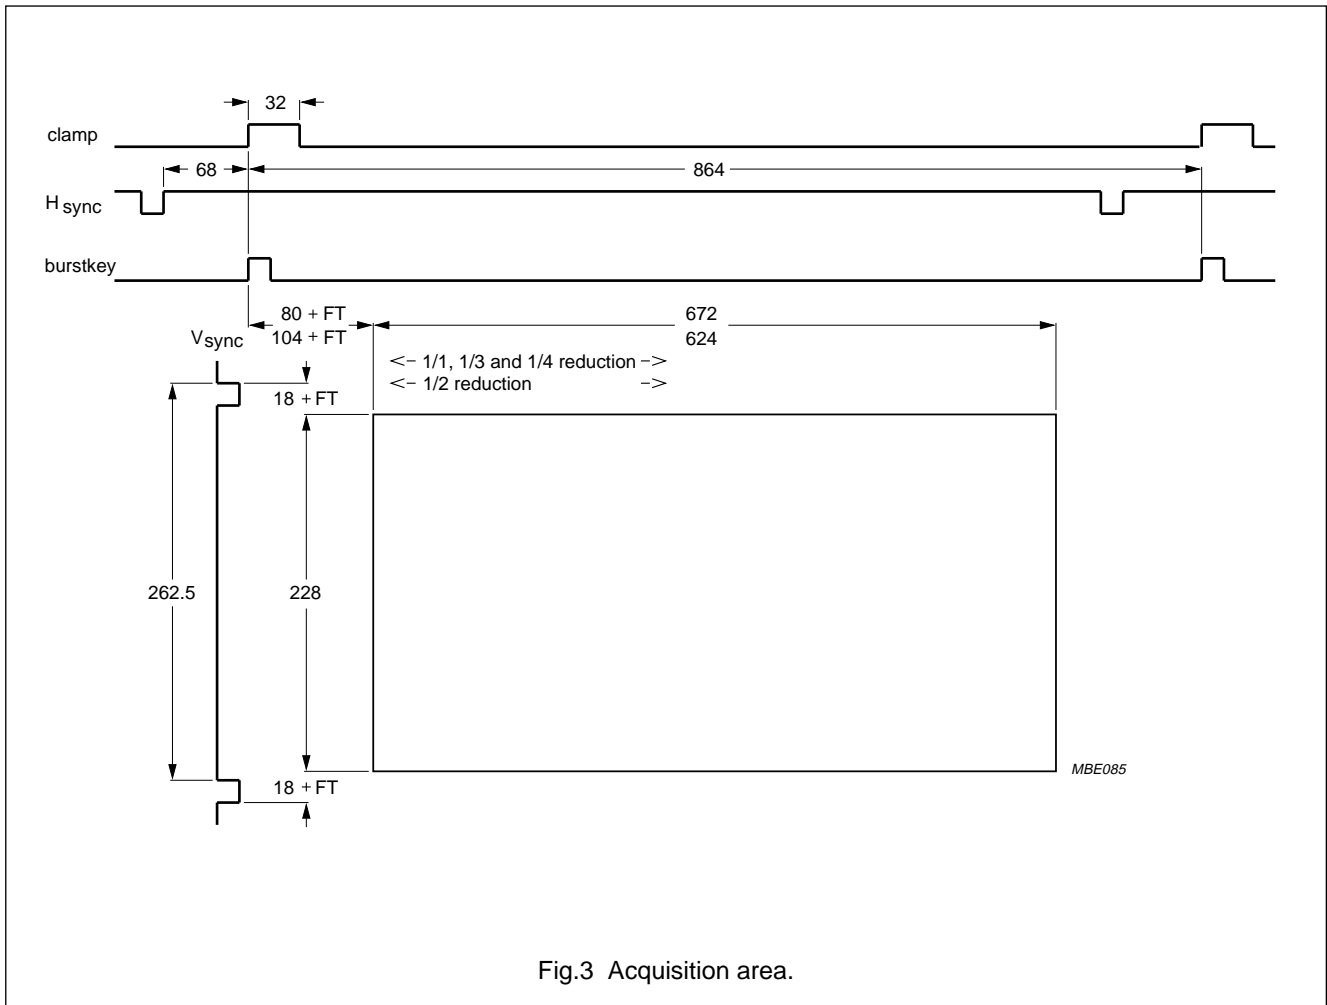 32
clamp
68
864
H sync
burstkey
80 + FT
672
Vsync
104 + FT
624
<- 1/1, 1/3 and 1/4 reduction ->
<- 1/2 reduction ->
18 + FT
262.5
228
MBE085
18 + FT
Fig.3 Acquisition area.